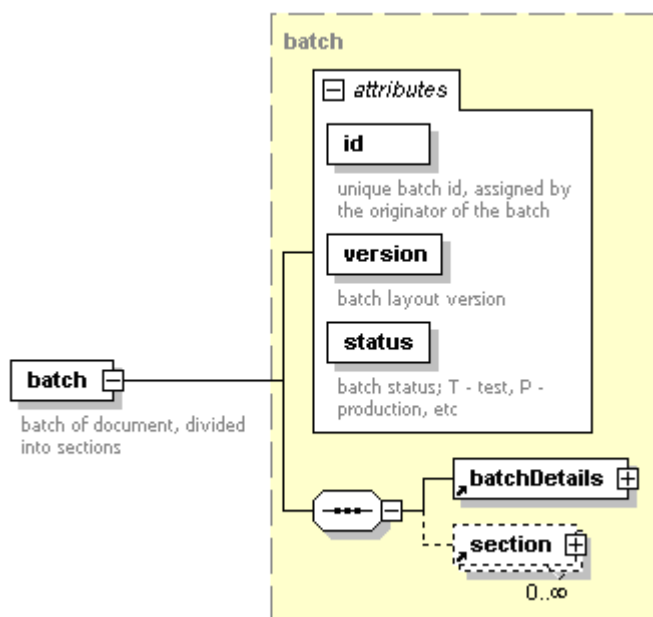 batch
attributes
id
unique batch id, assigned by
the originator of the batch
version
batch layout version
status
batch status; T - test, P -
production, etc
batch
batch of document, divided
into sections
batchDetails
section
0..∞